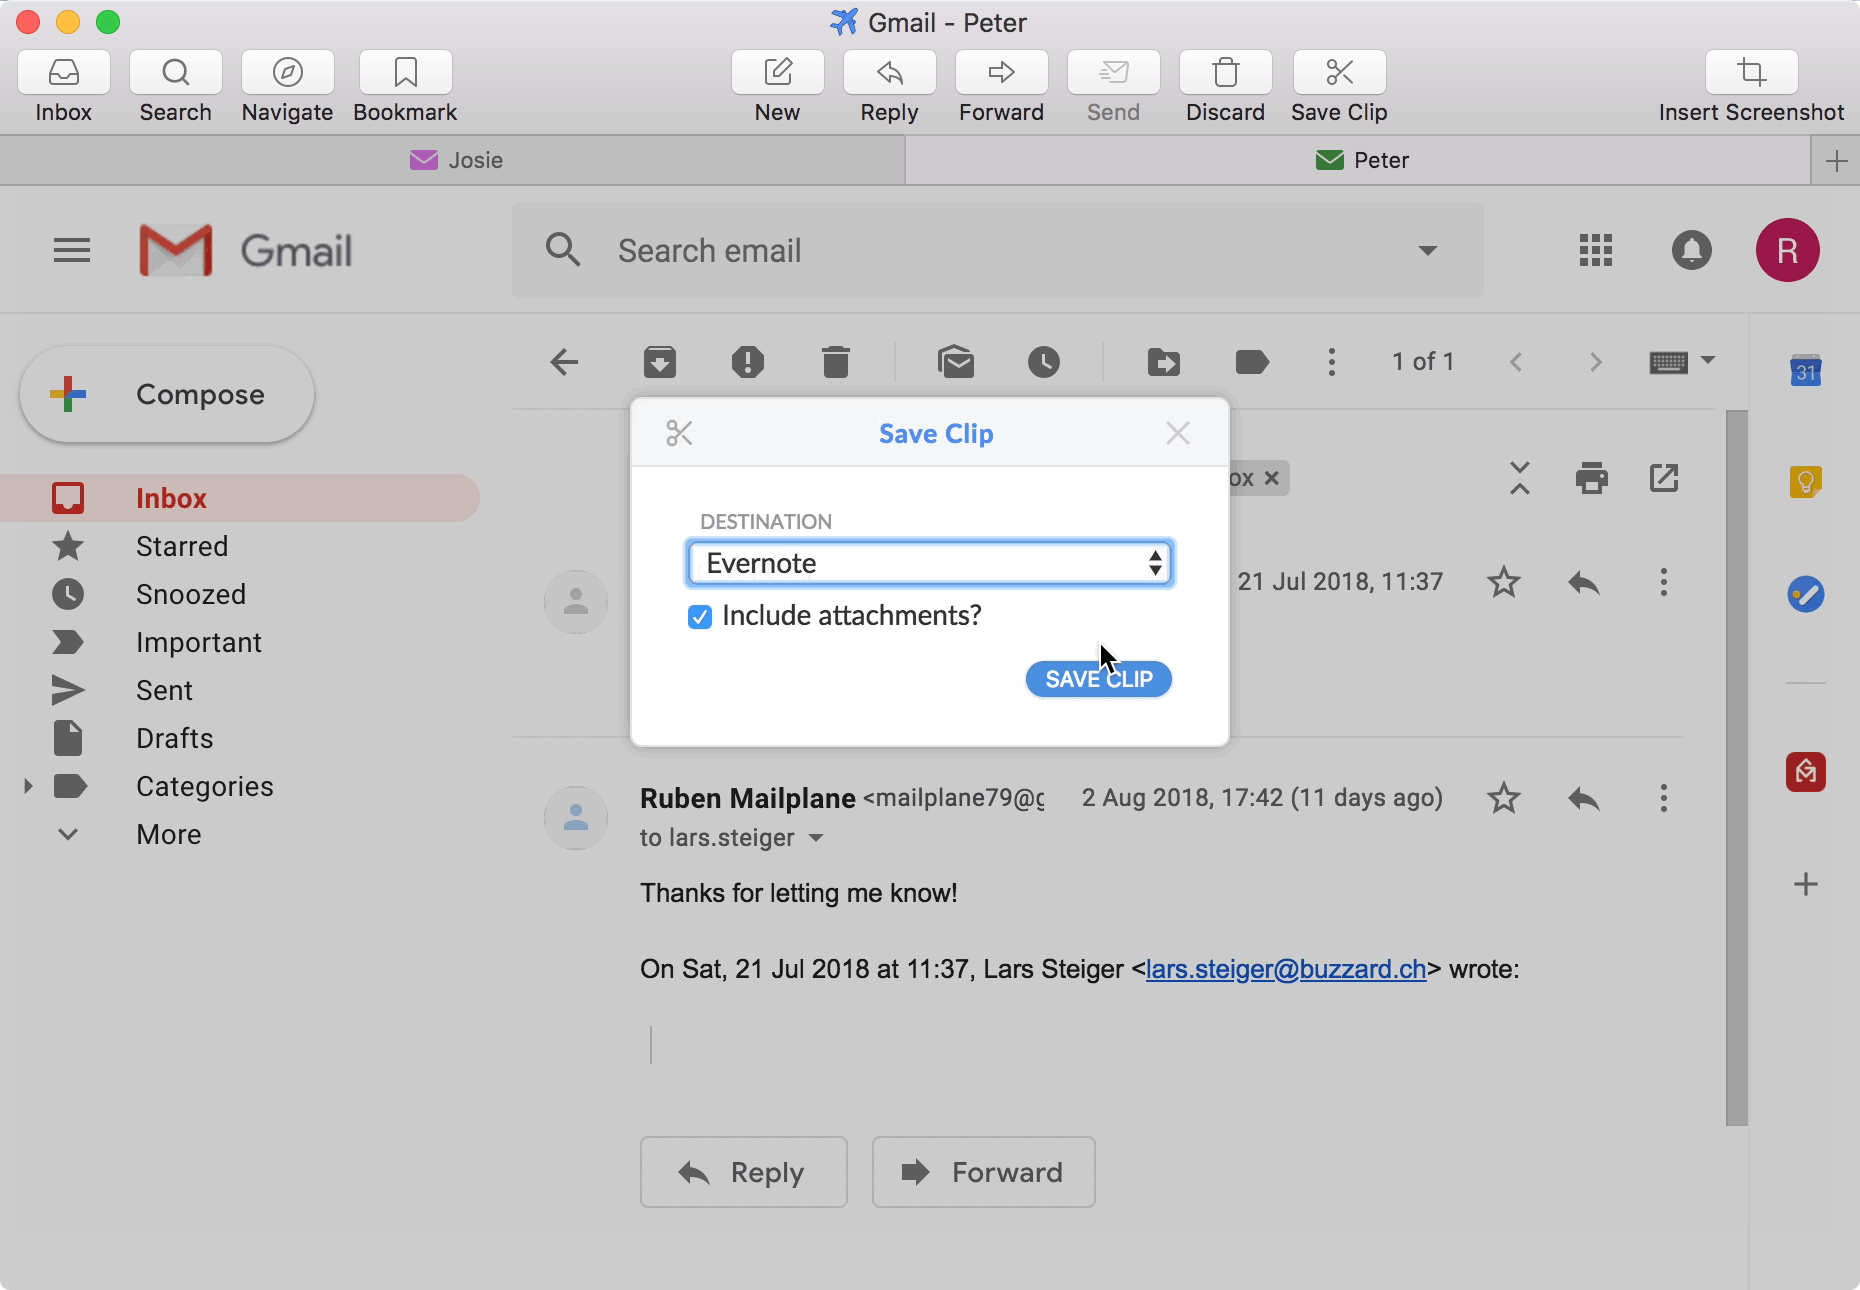 Gmail - Peter
Inbox
Search
Navigate
Bookmark
New
Reply
Forward
Send
Discard
Save Clip
Insert Screenshot
Josie
Peter
Gmail
Search email
R
Compose
1 of 1
31
Inbox
Starred
Snoozed
Important
Sent
Drafts
Categories
More
Save Clip
DESTINATION
Evernote
Include attachments?
SAVE CLIP
ox
21 Jul 2018, 11:37
Ruben Mailplane <mailplane79@g 2 Aug 2018, 17:42 (11 days ago)
to lars.steiger
Thanks for letting me know!
On Sat, 21 Jul 2018 at 11:37, Lars Steiger <lars.steiger@buzzard.ch> wrote:
Reply
Forward